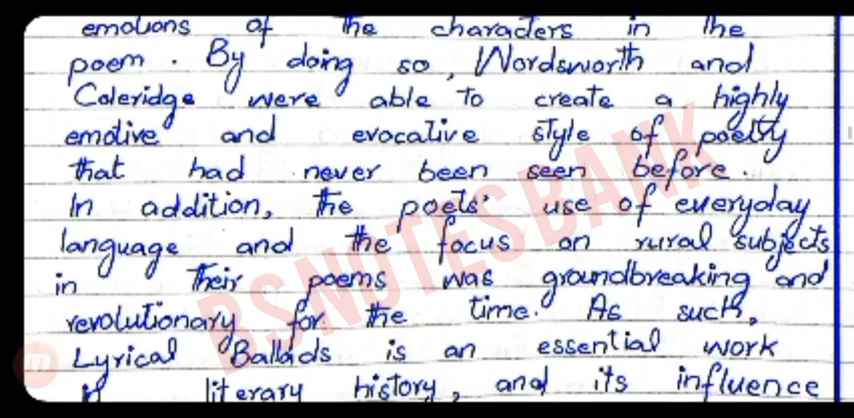 emotions of the characters in the
poem. By doing so, Wordsworth and
Coleridge were able to create a highly
emotive and evocative style of poetry
that had never been seen before.
In addition, the poets' use of everyday
language and the focus on rural subjects
in their poems was groundbreaking and
revolutionary for the time. As such,
Lyrical Ballads is an essential work
in literary history, and its influence
BSNOTESBANK
m